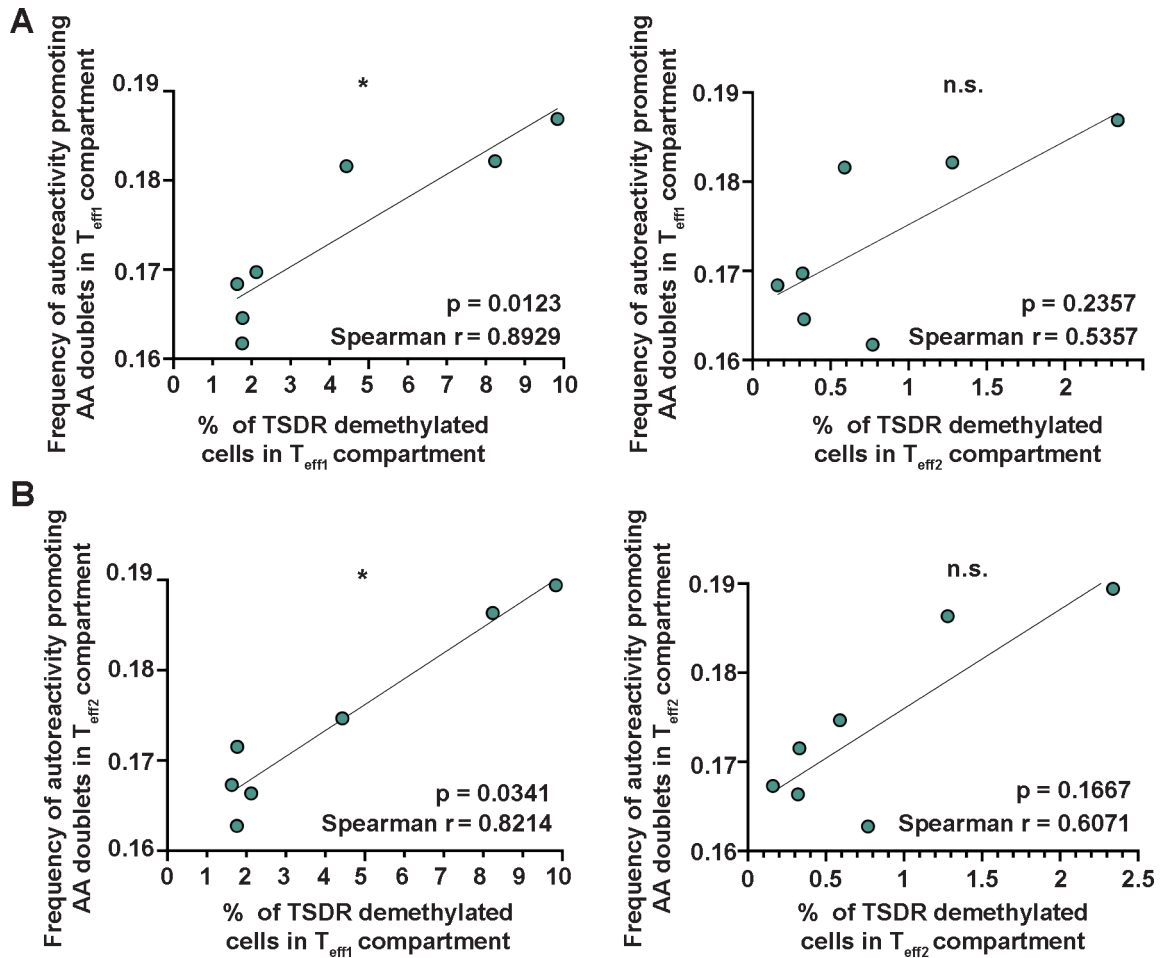 A
Frequency of autoreactivity promoting
AA doublets in Teff1 compartment
0.19
0.18
0.17
0.16
*
p = 0.0123
Spearman r = 0.8929
0 1 2 3 4 5 6 7 8 9 10
% of TSDR demethylated
cells in Teff1 compartment
Frequency of autoreactivity promoting
AA doublets in Teff1 compartment
0.19
0.18
0.17
0.16
n.s.
p = 0.2357
Spearman r = 0.5357
0 0.5 1 1.5 2
% of TSDR demethylated
cells in Teff2 compartment
B
Frequency of autoreactivity promoting
AA doublets in Teff2 compartment
0.19
0.18
0.17
0.16
*
p = 0.0341
Spearman r = 0.8214
0 1 2 3 4 5 6 7 8 9 10
% of TSDR demethylated
cells in Teff1 compartment
Frequency of autoreactivity promoting
AA doublets in Teff2 compartment
0.19
0.18
0.17
0.16
n.s.
p = 0.1667
Spearman r = 0.6071
0 0.5 1 1.5 2 2.5
% of TSDR demethylated
cells in Teff2 compartment